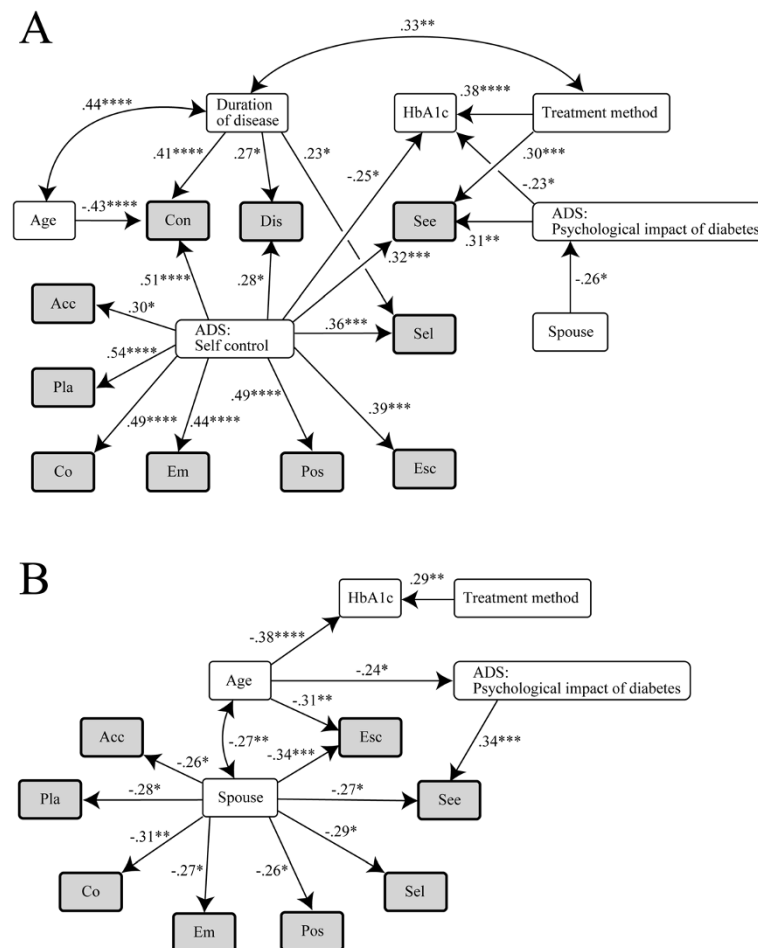 A
.33**
.44****
Duration
of disease
HbA1c
.38****
Treatment method
.41****
.27*
.23*
-.25*
.30***
-.23*
Age
-.43****
Con
Dis
See
ADS:
Psychological impact of diabetes
.31**
.32***
.51****
.28*
-.26*
Acc
.30*
ADS:
Self control
.36***
Sel
Spouse
.54****
Pla
.49****
.44****
.49****
.39***
Co
Em
Pos
Esc
B
HbA1c
.29**
Treatment method
-.38****
Age
-.24*
ADS:
Psychological impact of diabetes
-.31**
Acc
-.27**
-.34***
Esc
.34***
-.26*
Pla
-.28*
Spouse
-.27*
See
-.31**
-.27*
-.26*
-.29*
Co
Sel
Em
Pos